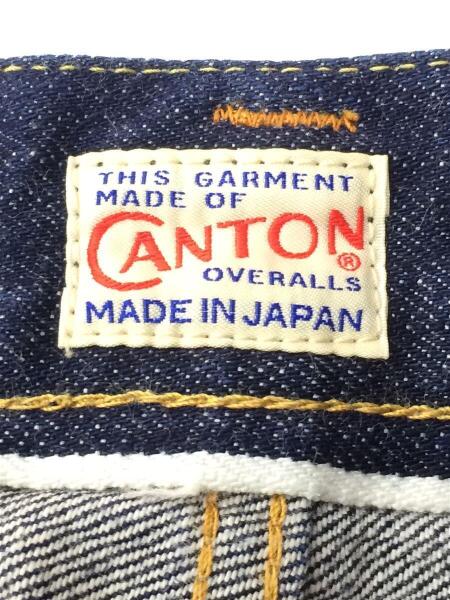 THIS GARMENT
MADE OF
CANTON®
OVERALLS
MADE IN JAPAN